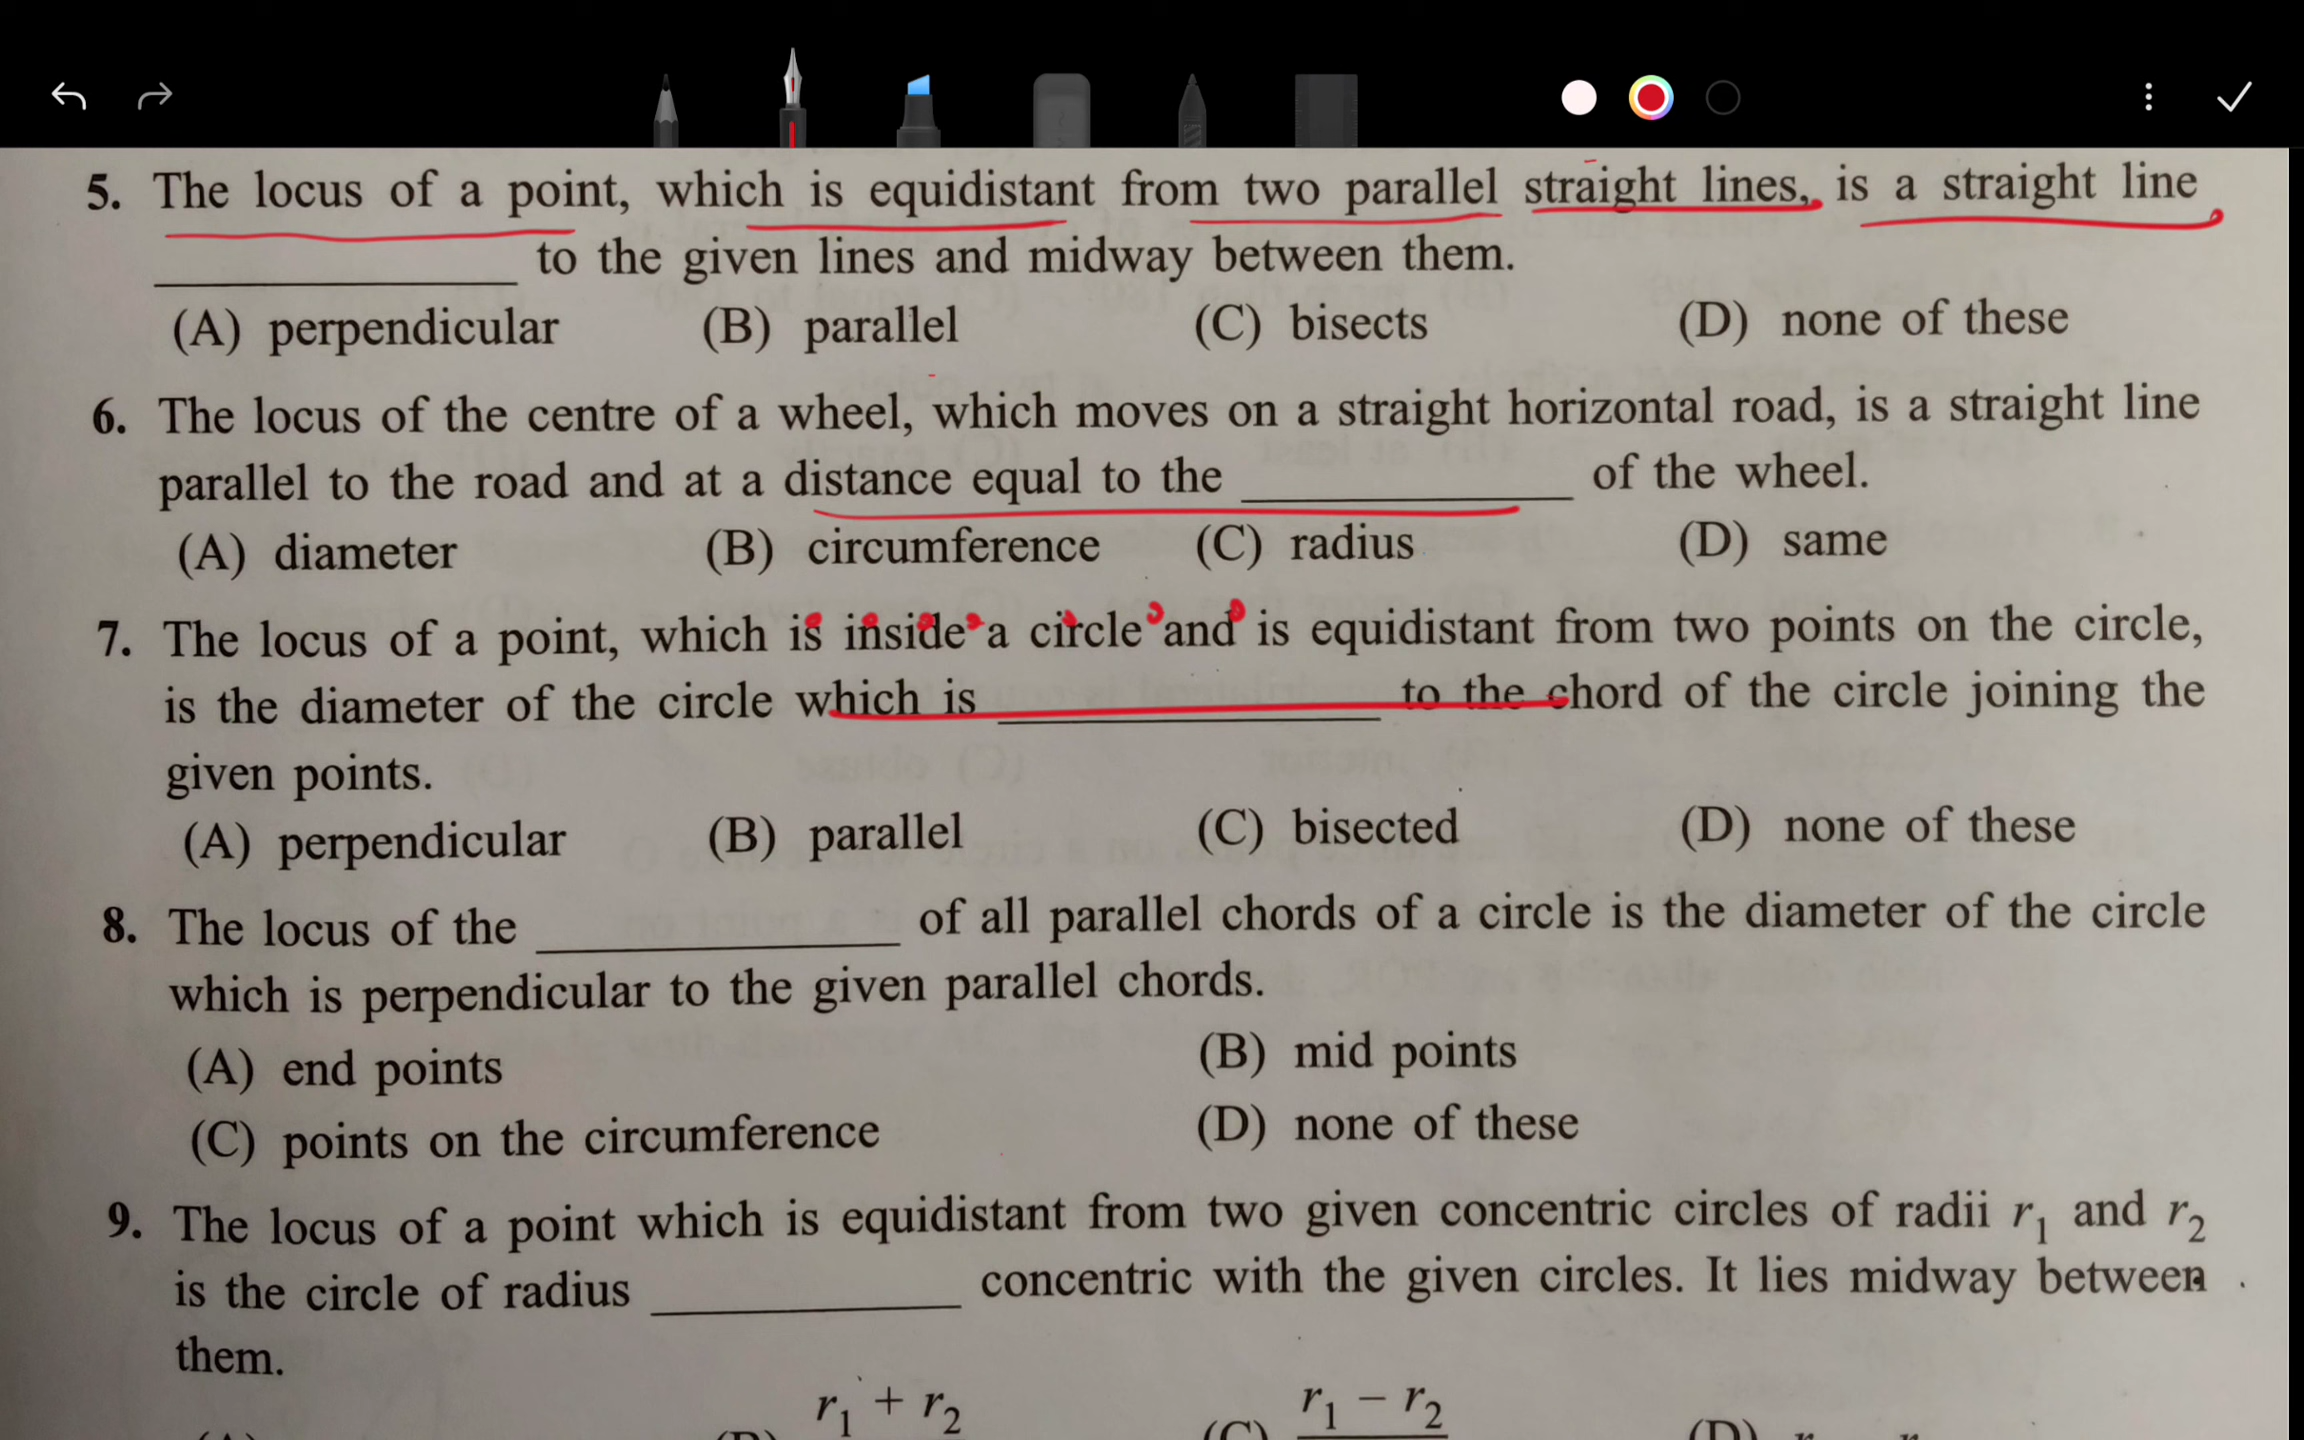 5. The locus of a point, which is equidistant from two parallel straight lines, is a straight line
____________ to the given lines and midway between them.
(A) perpendicular (B) parallel (C) bisects (D) none of these
6. The locus of the centre of a wheel, which moves on a straight horizontal road, is a straight line
parallel to the road and at a distance equal to the ____________ of the wheel.
(A) diameter (B) circumference (C) radius (D) same
7. The locus of a point, which is inside a circle and is equidistant from two points on the circle,
is the diameter of the circle which is ____________ to the chord of the circle joining the
given points.
(A) perpendicular (B) parallel (C) bisected (D) none of these
8. The locus of the ____________ of all parallel chords of a circle is the diameter of the circle
which is perpendicular to the given parallel chords.
(A) end points (B) mid points
(C) points on the circumference (D) none of these
9. The locus of a point which is equidistant from two given concentric circles of radii r₁ and r₂
is the circle of radius ____________ concentric with the given circles. It lies midway between
them.
r₁ + r₂ r₁ − r₂